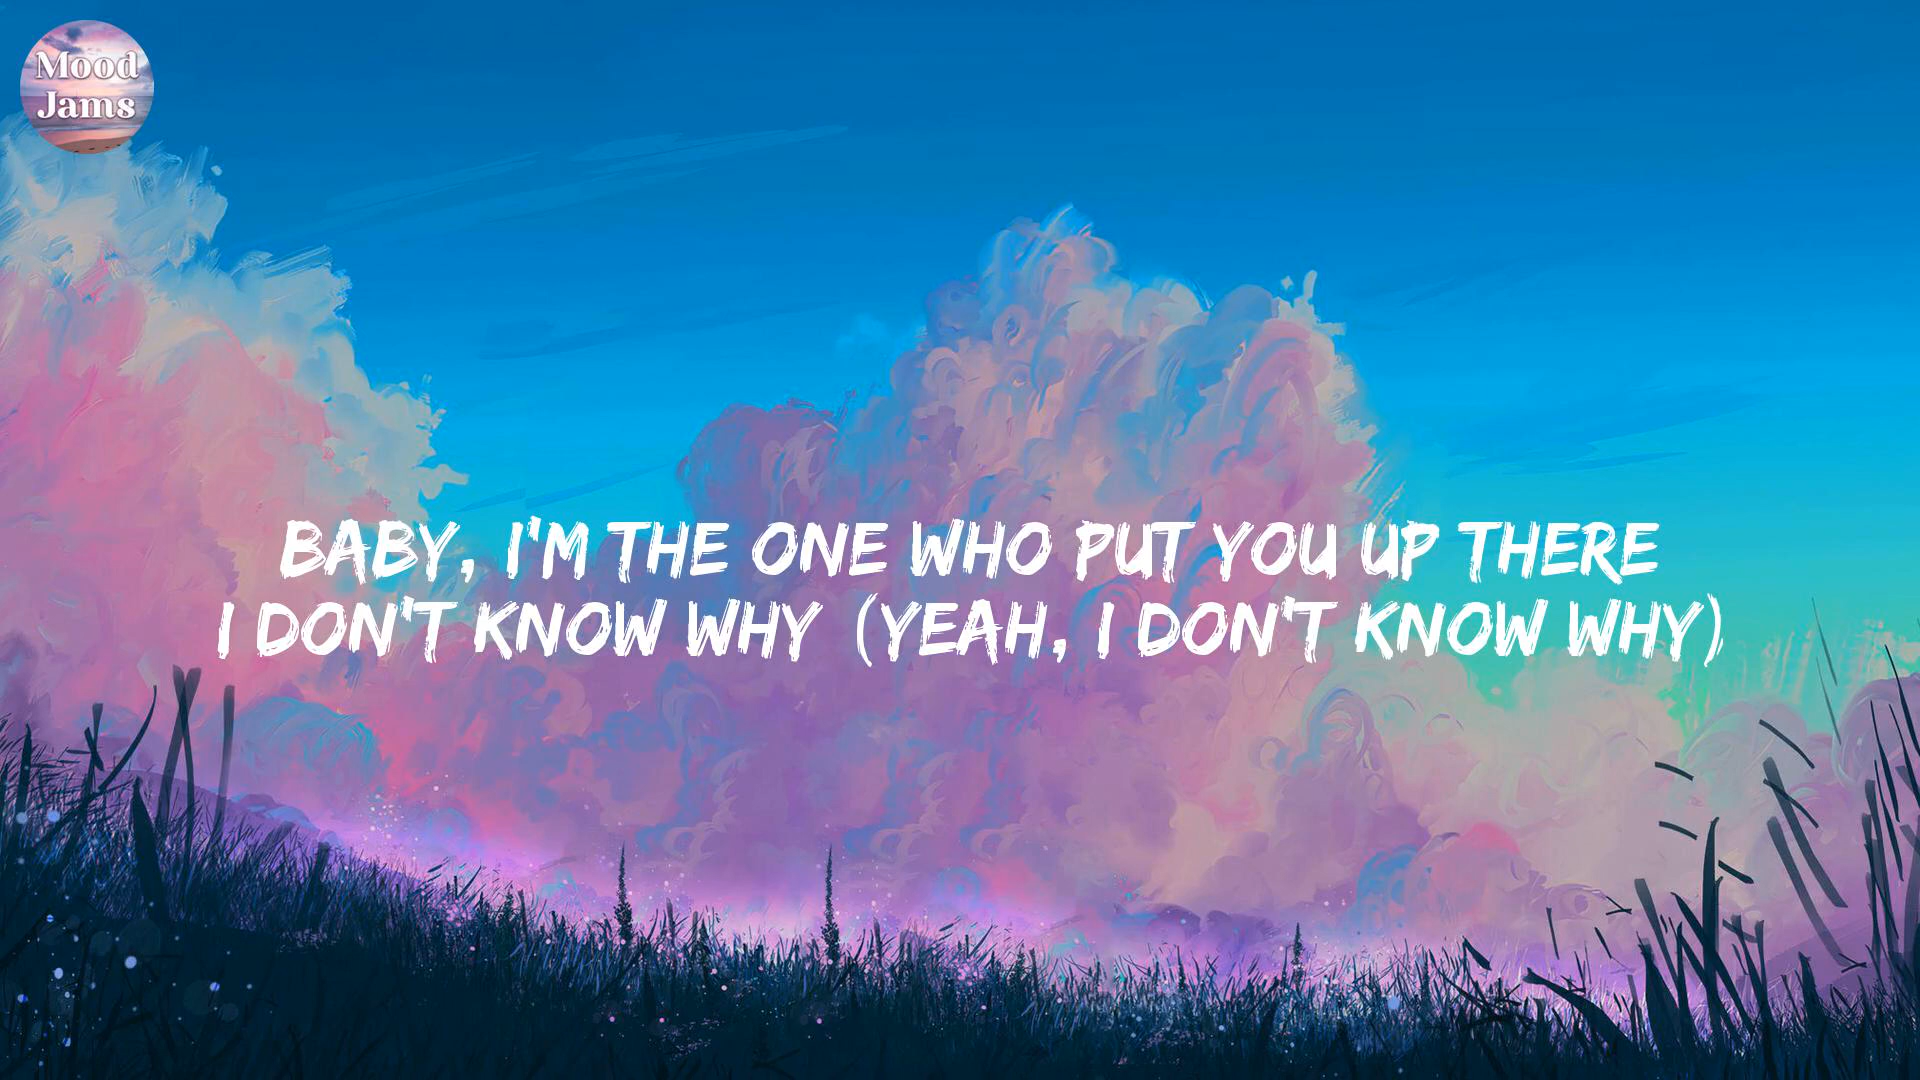 Mood
Jams
BABY, I'M THE ONE WHO PUT YOU UP THERE
I DON'T KNOW WHY (YEAH, I DON'T KNOW WHY)